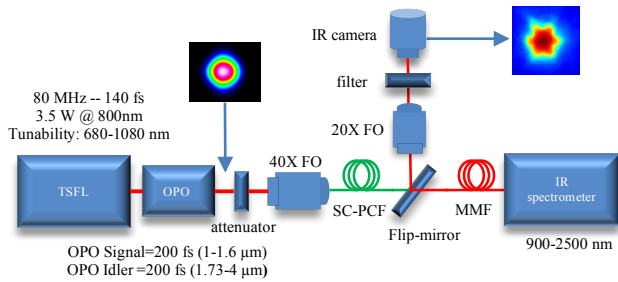 IR camera
filter
80 MHz -- 140 fs
3.5 W @ 800nm
Tunability: 680-1080 nm
20X FO
40X FO
TSFL
OPO
attenuator
SC-PCF
Flip-mirror
MMF
IR
spectrometer
900-2500 nm
OPO Signal=200 fs (1-1.6 μm)
OPO Idler =200 fs (1.73-4 μm)